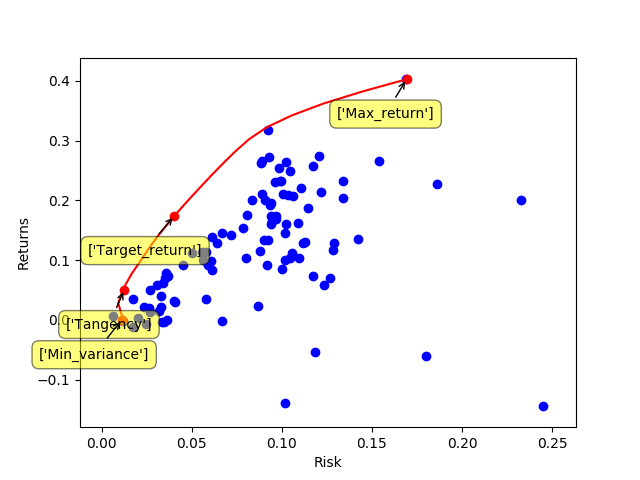 0.4
0.3
0.2
0.1
0.0
−0.1
0.00
0.05
0.10
0.15
0.20
0.25
Returns
Risk
['Max_return']
['Target_return']
['Tangency']
['Min_variance']